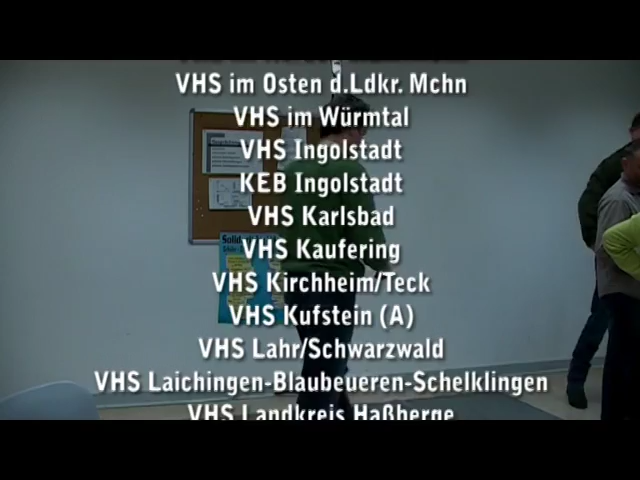 VHS im Osten d.Ldkr. Mchn
VHS im Würmtal
VHS Ingolstadt
KEB Ingolstadt
VHS Karlsbad
VHS Kaufering
VHS Kirchheim/Teck
VHS Kufstein (A)
VHS Lahr/Schwarzwald
VHS Laichingen-Blaubeueren-Schelklingen
VHS Landkreis Haßberge